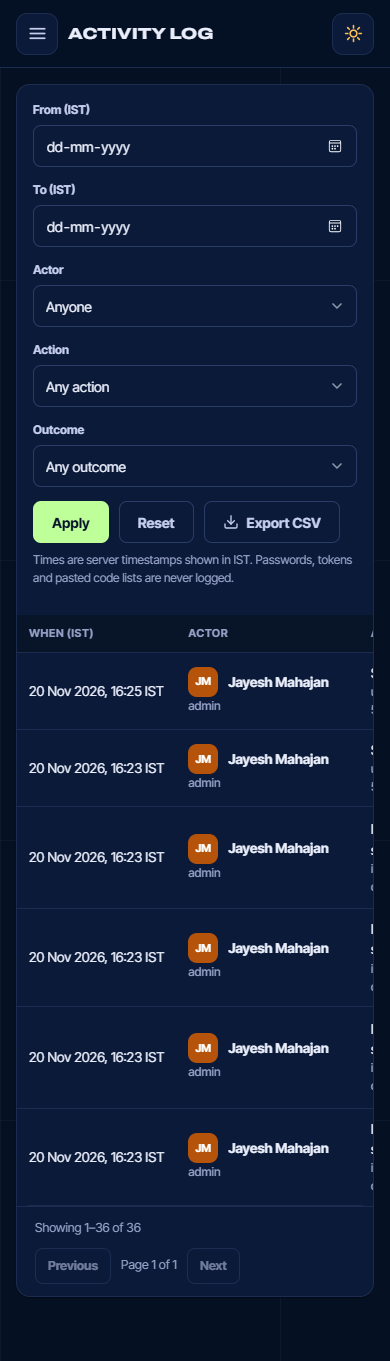 ACTIVITY LOG
From (IST)
dd-mm-yyyy
To (IST)
dd-mm-yyyy
Actor
Anyone
Action
Any action
Outcome
Any outcome
Apply Reset Export CSV
Times are server timestamps shown in IST. Passwords, tokens
and pasted code lists are never logged.
WHEN (IST) ACTOR
20 Nov 2026, 16:25 IST JM Jayesh Mahajan
admin
20 Nov 2026, 16:23 IST JM Jayesh Mahajan
admin
20 Nov 2026, 16:23 IST JM Jayesh Mahajan
admin
20 Nov 2026, 16:23 IST JM Jayesh Mahajan
admin
20 Nov 2026, 16:23 IST JM Jayesh Mahajan
admin
20 Nov 2026, 16:23 IST JM Jayesh Mahajan
admin
Showing 1–36 of 36
Previous Page 1 of 1 Next